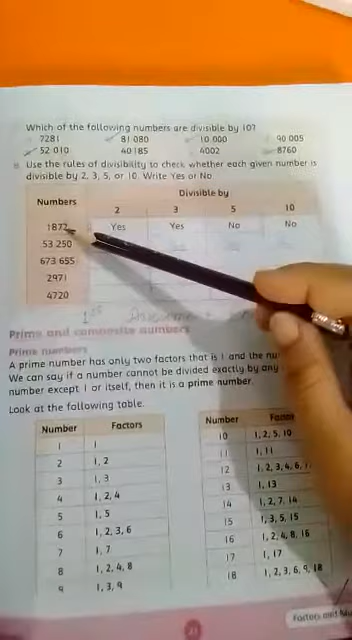 Which of the following numbers are divisible by 10?
7281 81 080 10 000 90 005
52 010 40 185 4002 8760
Use the rules of divisibility to check whether each given number is
divisible by 2, 3, 5, or 10. Write Yes or No
Numbers Divisible by
2 3 5 10
1872 Yes Yes No No
53 250
673 655
2971
4720
1st
Prime and composite numbers
Prime numbers
A prime number has only two factors that is 1 and the
We can say if a number cannot be divided exactly by any
number except 1 or itself, then it is a prime number.
Look at the following table.
Number Factors
1 1
2 1, 2
3 1, 3
4 1, 2, 4
5 1, 5
6 1, 2, 3, 6
7 1, 7
8 1, 2, 4, 8
9 1, 3, 9
Number
10 1, 2, 5, 10
11 1, 11
12 1, 2, 3, 4, 6,
13 1, 13
14 1, 2, 7, 14
15 1, 3, 5, 15
16 1, 2, 4, 8, 16
17 1, 17
18 1, 2, 3, 6, 9, 18
Factors and